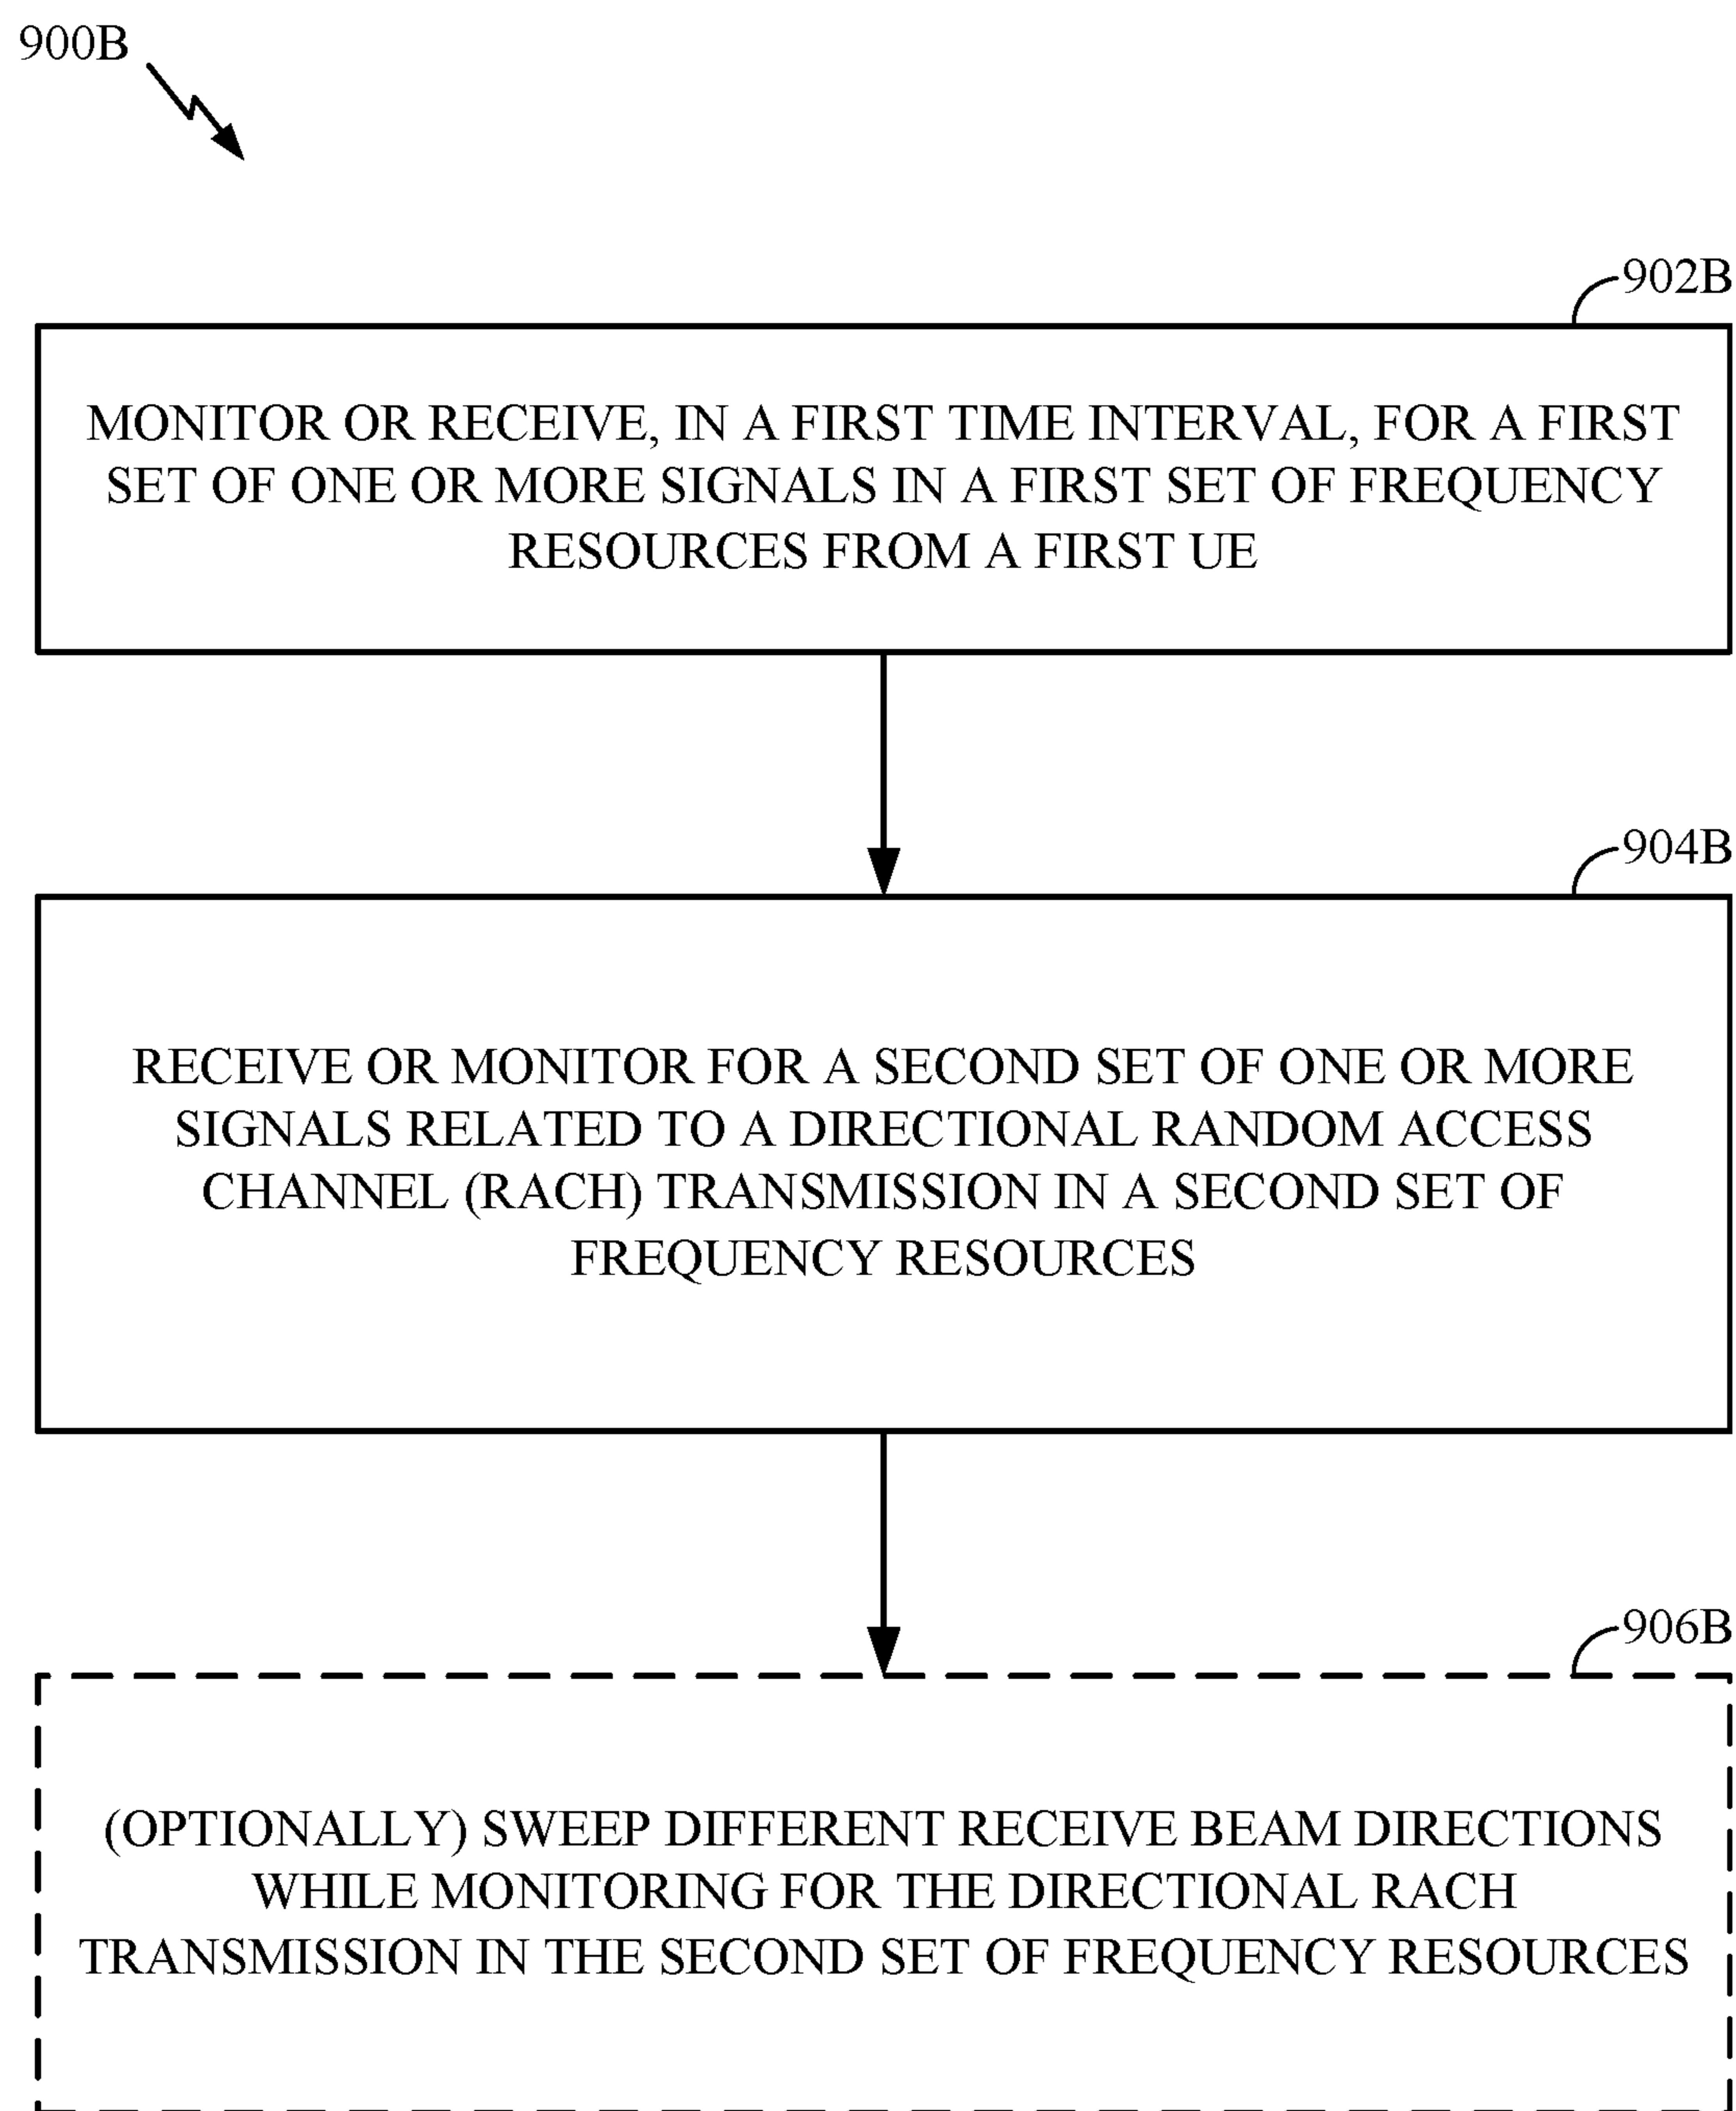 900B
902B
MONITOR OR RECEIVE, IN A FIRST TIME INTERVAL, FOR A FIRST
SET OF ONE OR MORE SIGNALS IN A FIRST SET OF FREQUENCY
RESOURCES FROM A FIRST UE
904B
RECEIVE OR MONITOR FOR A SECOND SET OF ONE OR MORE
SIGNALS RELATED TO A DIRECTIONAL RANDOM ACCESS
CHANNEL (RACH) TRANSMISSION IN A SECOND SET OF
FREQUENCY RESOURCES
906B
(OPTIONALLY) SWEEP DIFFERENT RECEIVE BEAM DIRECTIONS
WHILE MONITORING FOR THE DIRECTIONAL RACH
TRANSMISSION IN THE SECOND SET OF FREQUENCY RESOURCES